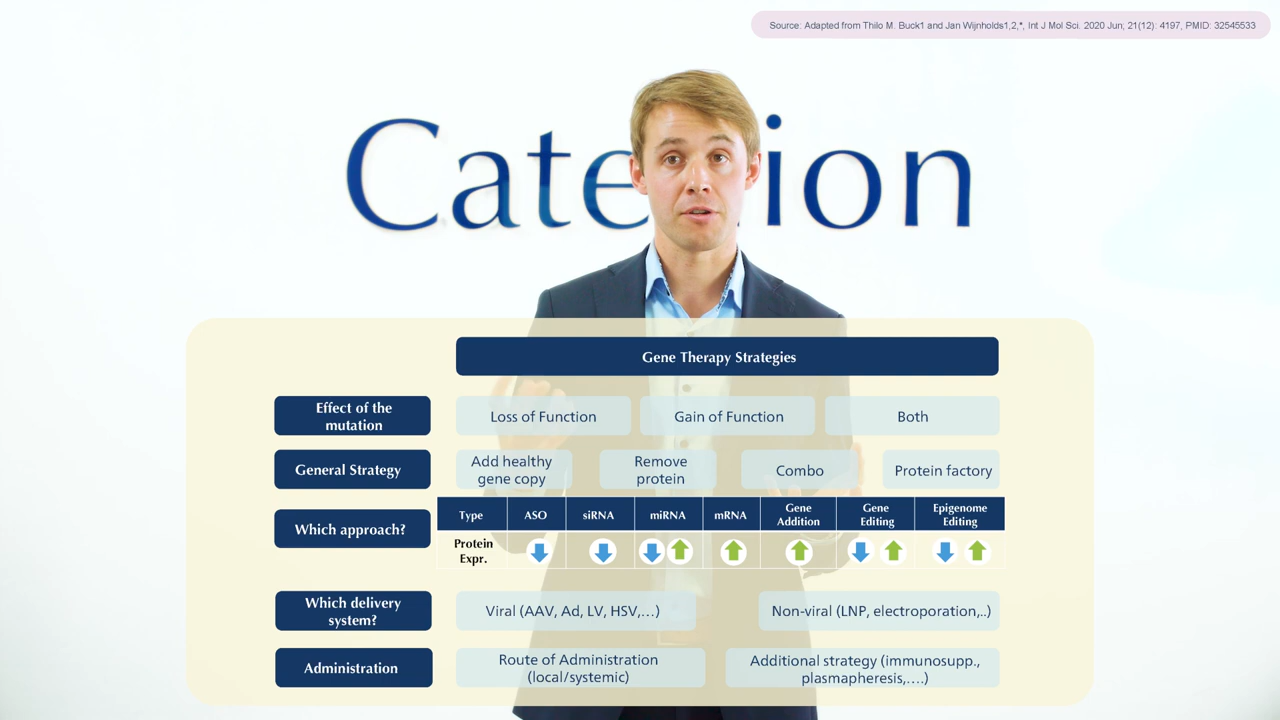 Source: Adapted from Thilo M. Buck1 and Jan Wijnholds1,2,*, Int J Mol Sci. 2020 Jun; 21(12): 4197, PMID: 32545533
Cate ion
Gene Therapy Strategies
Effect of the
mutation
Loss of Function
Gain of Function
Both
General Strategy
Add healthy
gene copy
Remove
protein
Combo
Protein factory
Which approach?
Type
ASO
siRNA
miRNA
mRNA
Gene
Addition
Gene
Editing
Epigenome
Editing
Protein
Expr.
Which delivery
system?
Viral (AAV, Ad, LV, HSV,...)
Non-viral (LNP, electroporation,..)
Administration
Route of Administration
(local/systemic)
Additional strategy (immunosupp.,
plasmapheresis,....)